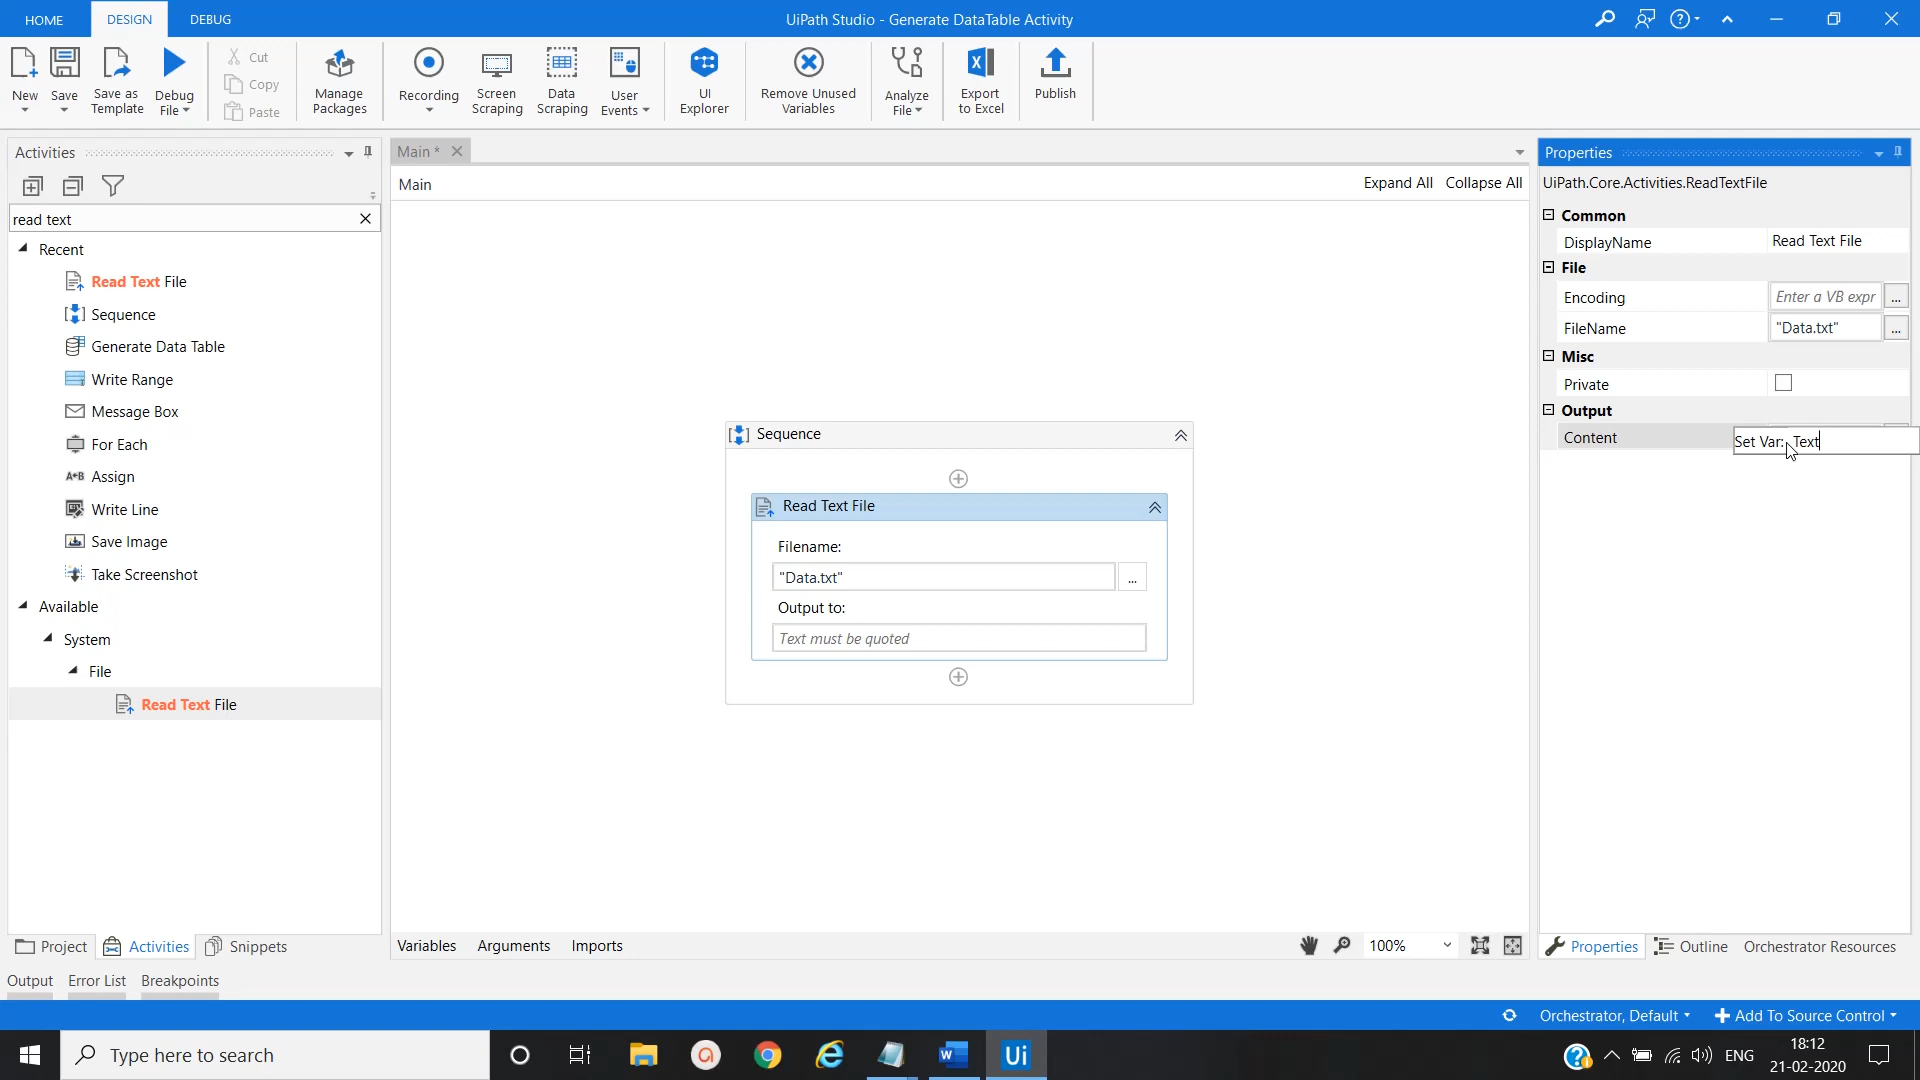 HOME
DESIGN
DEBUG
UiPath Studio - Generate DataTable Activity
New
Save
Save as Template
Debug File
Cut
Copy
Paste
Manage Packages
Recording
Screen Scraping
Data Scraping
User Events
UI Explorer
Remove Unused Variables
Analyze File
Export to Excel
Publish
Activities
read text
Recent
Read Text File
Sequence
Generate Data Table
Write Range
Message Box
For Each
A+B Assign
Write Line
Save Image
Take Screenshot
Available
System
File
Read Text File
Project
Activities
Snippets
Main *
Main
Expand All
Collapse All
Sequence
Read Text File
Filename:
"Data.txt"
...
Output to:
Text must be quoted
Variables
Arguments
Imports
100%
Properties
UiPath.Core.Activities.ReadTextFile
Common
DisplayName
Read Text File
File
Encoding
Enter a VB expr
...
FileName
"Data.txt"
...
Misc
Private
Output
Content
Set Var: Text
Properties
Outline
Orchestrator Resources
Output
Error List
Breakpoints
Orchestrator, Default
Add To Source Control
Type here to search
Ui
ENG
18:12
21-02-2020